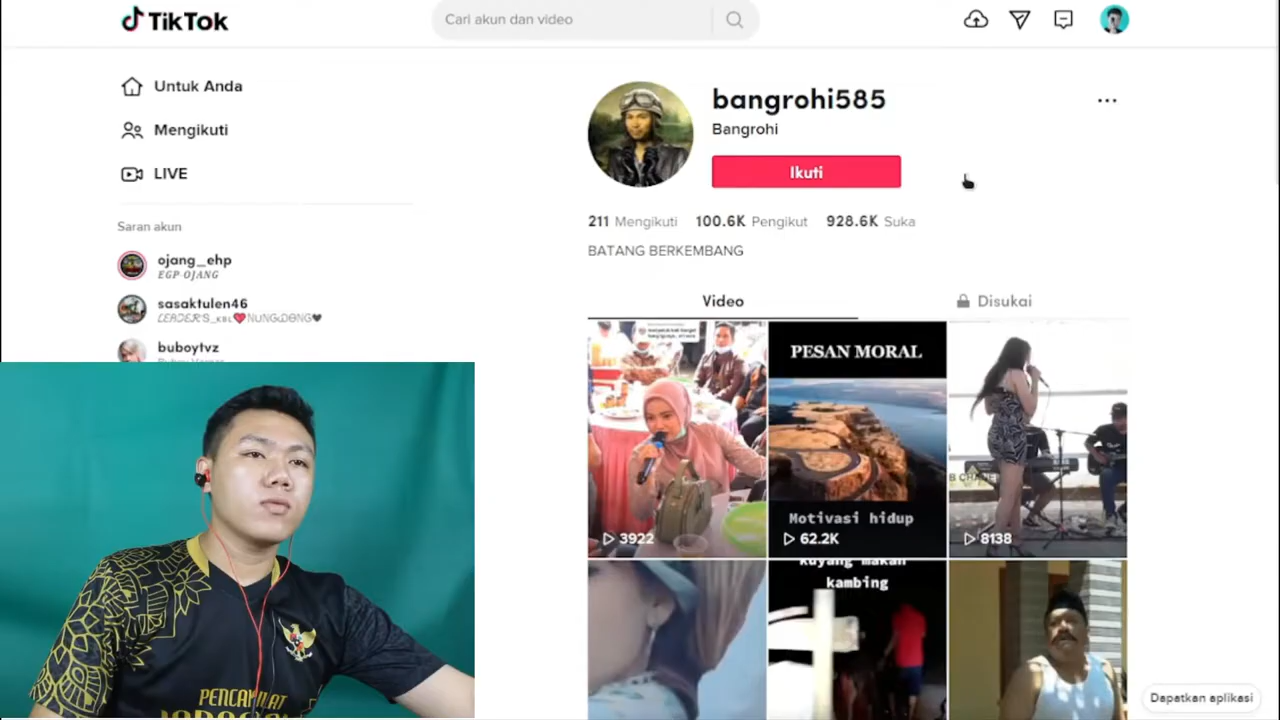 TikTok
Cari akun dan video
Untuk Anda
Mengikuti
LIVE
Saran akun
ojang_ehp
EGP OJANG
sasaktulen46
buboytvz
bangrohi585
Bangrohi
Ikuti
211 Mengikuti 100.6K Pengikut 928.6K Suka
BATANG BERKEMBANG
Video
Disukai
3922
PESAN MORAL
Motivasi hidup
62.2K
8138
kuyang makan
kambing
Dapatkan aplikasi